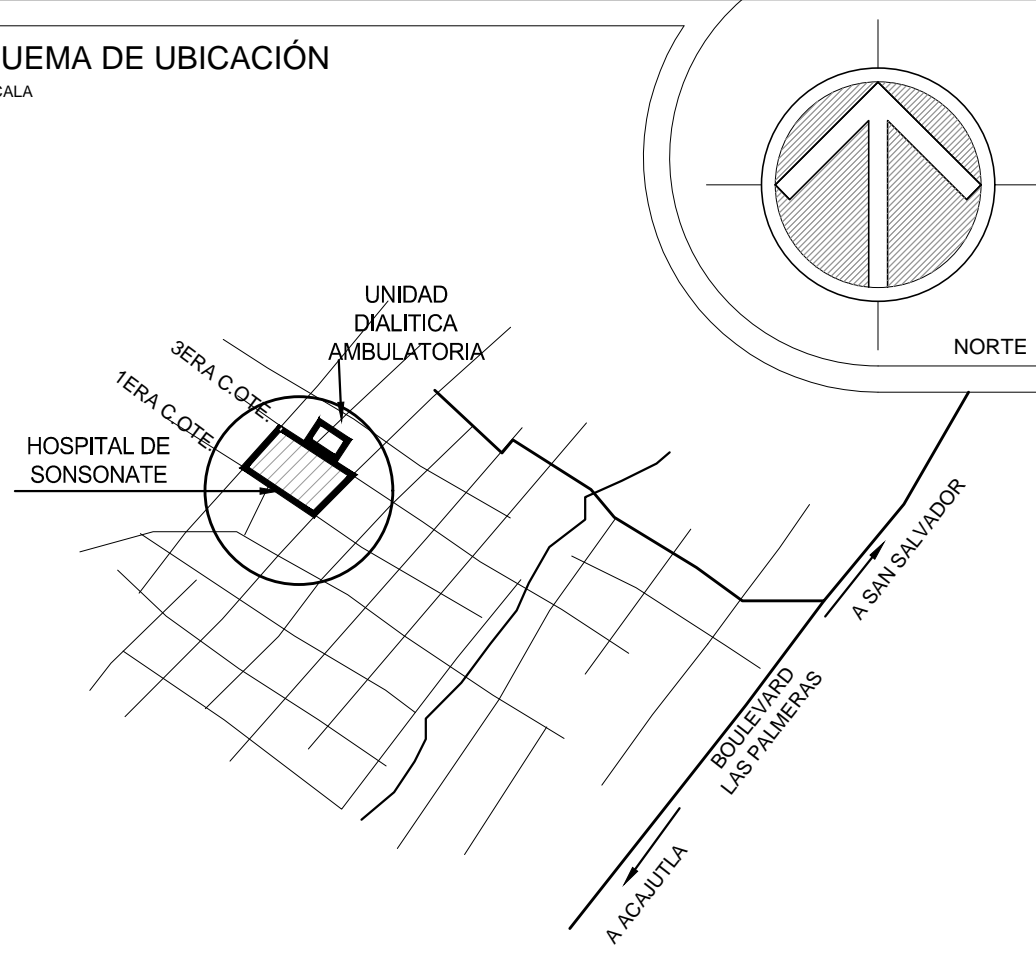 UEMA DE UBICACIÓN
CALA
NORTE
UNIDAD
DIALITICA
AMBULATORIA
3ERA C.OTE.
1ERA C.OTE.
HOSPITAL DE
SONSONATE
A SAN SALVADOR
BOULEVARD
LAS PALMERAS
A ACAJUTLA